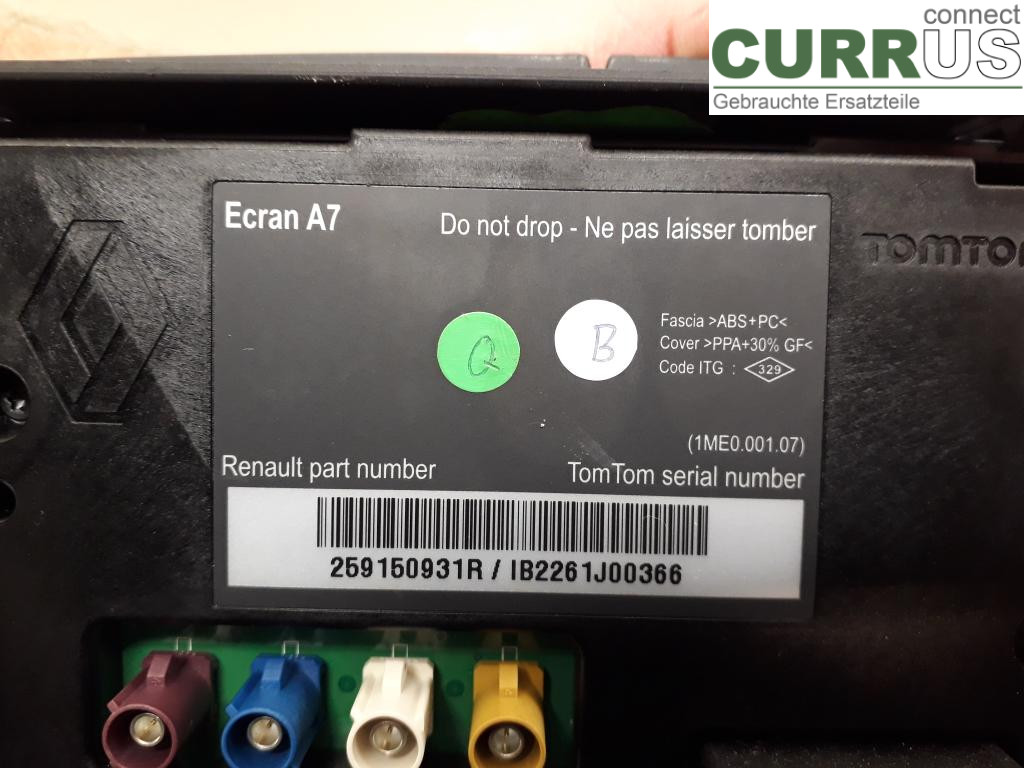 connect
CURRUS
Gebrauchte Ersatzteile
Ecran A7
Do not drop - Ne pas laisser tomber
TOMTO
Q
B
Fascia >ABS+PC<
Cover >PPA+30% GF<
Code ITG : 329
(1ME0.001.07)
Renault part number
TomTom serial number
259150931R / IB2261J00366